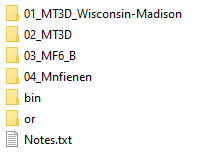 01_MT3D_Wisconsin-Madison
02_MT3D
03_MF6_B
04_Mnfienen
bin
or
Notes.txt